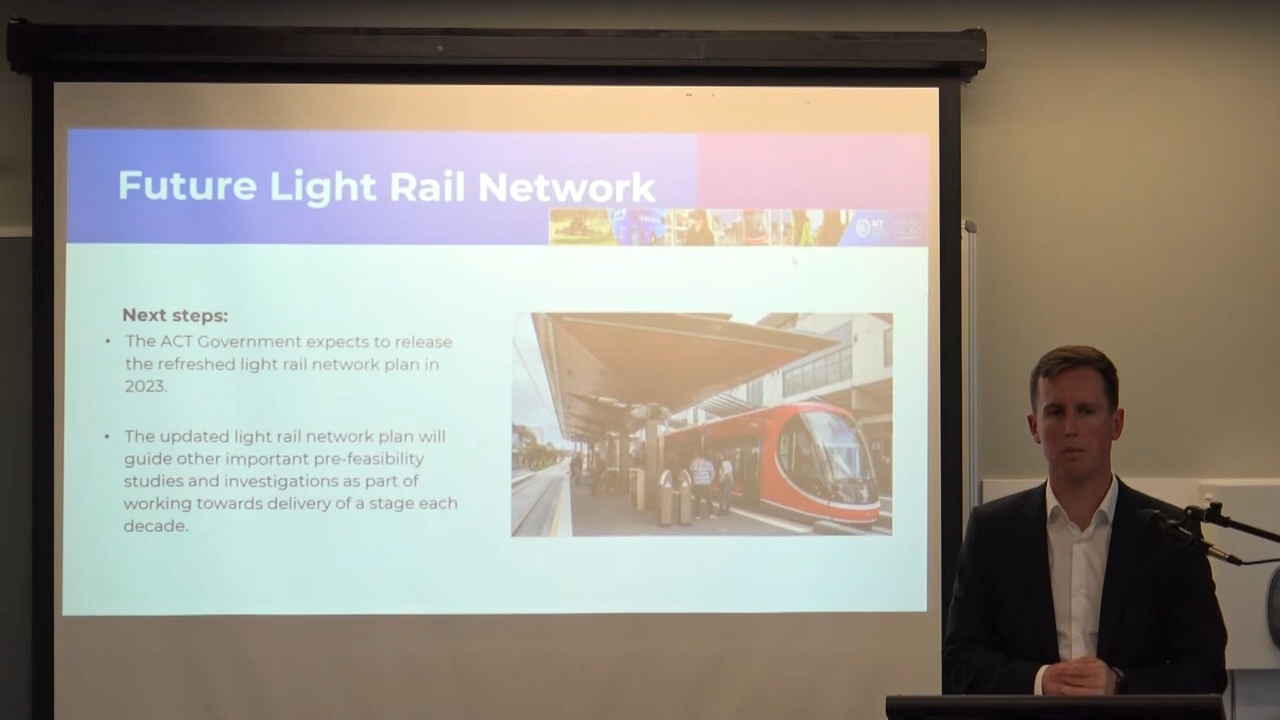 Future Light Rail Network
ACT
Next steps:
• The ACT Government expects to release
the refreshed light rail network plan in
2023.
• The updated light rail network plan will
guide other important pre-feasibility
studies and investigations as part of
working towards delivery of a stage each
decade.